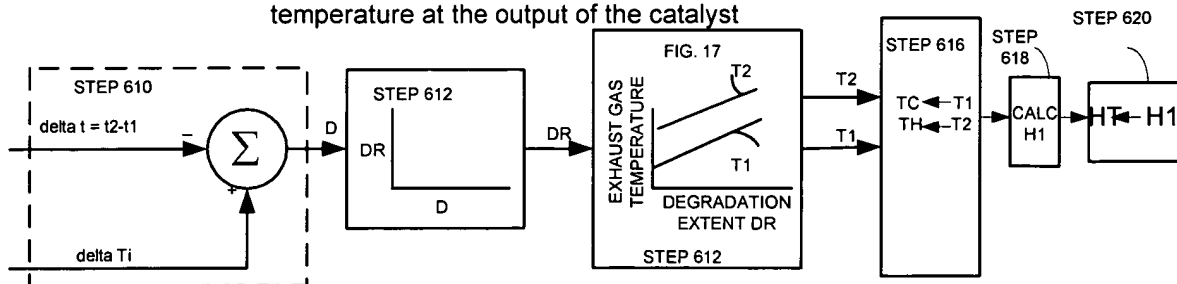 temperature at the output of the catalyst
STEP 610
delta t = t2-t1
−
Σ
+
delta Ti
D
STEP 612
DR
D
DR
FIG. 17
EXHAUST GAS
TEMPERATURE
T2
T1
DEGRADATION
EXTENT DR
STEP 612
T2
T1
STEP 616
TC ← T1
TH ← T2
STEP
618
CALC
H1
STEP 620
HT ← H1